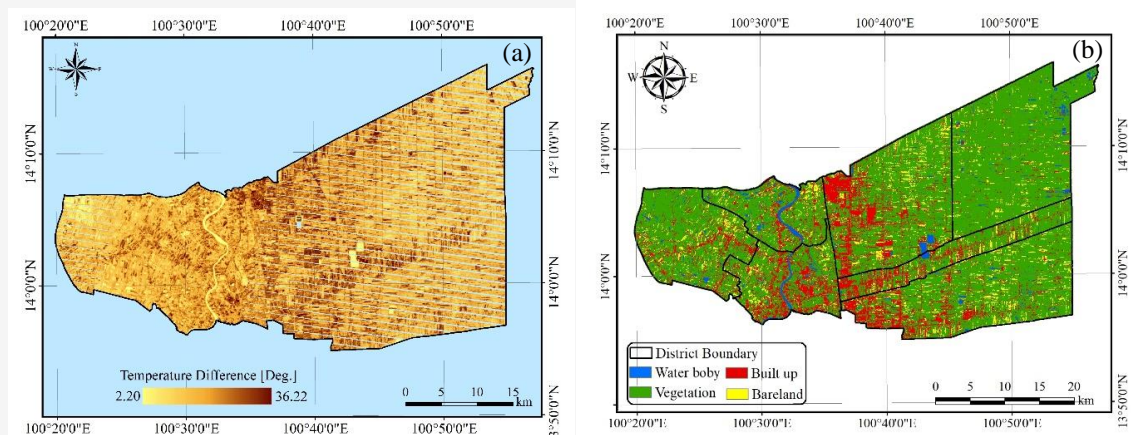 100°20'0"E 100°30'0"E 100°40'0"E 100°50'0"E
(a)
N
W E
S
14°10'0"N 14°10'0"N
14°0'0"N 14°0'0"N
Temperature Difference [Deg.]
2.20 36.22
0 5 10 15
km
100°20'0"E 100°30'0"E 100°40'0"E 100°50'0"E
13°50'0"N
100°20'0"E 100°30'0"E 100°40'0"E 100°50'0"E
(b)
N
W E
S
14°10'0"N 14°10'0"N
14°0'0"N 14°0'0"N
District Boundary
Water boby Built up
Vegetation Bareland
0 5 10 15 20
km
100°20'0"E 100°30'0"E 100°40'0"E 100°50'0"E
13°50'0"N